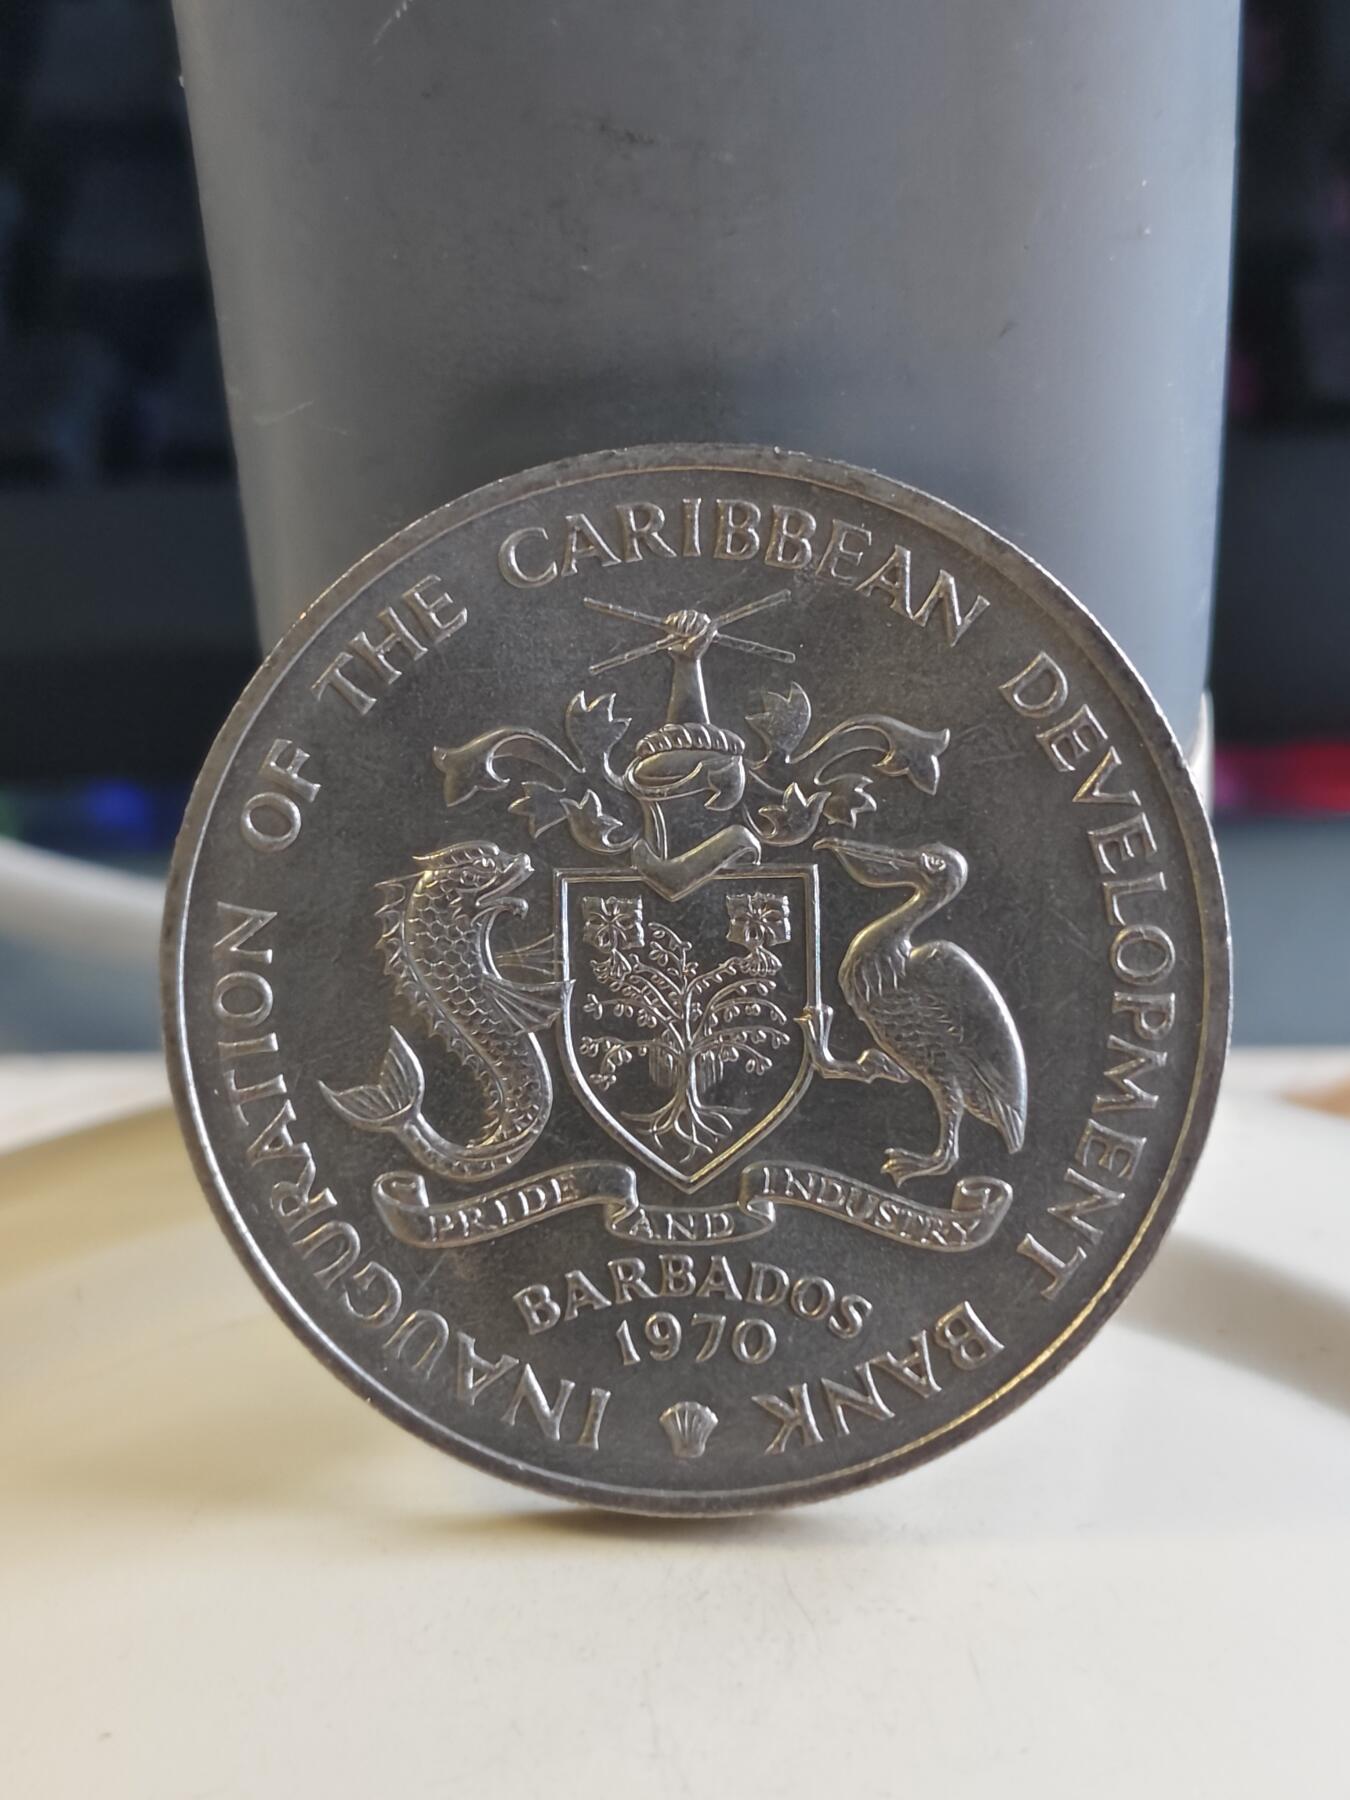 INAUGURATION OF THE CARIBBEAN DEVELOPMENT BANK
PRIDE AND INDUSTRY
BARBADOS
1970